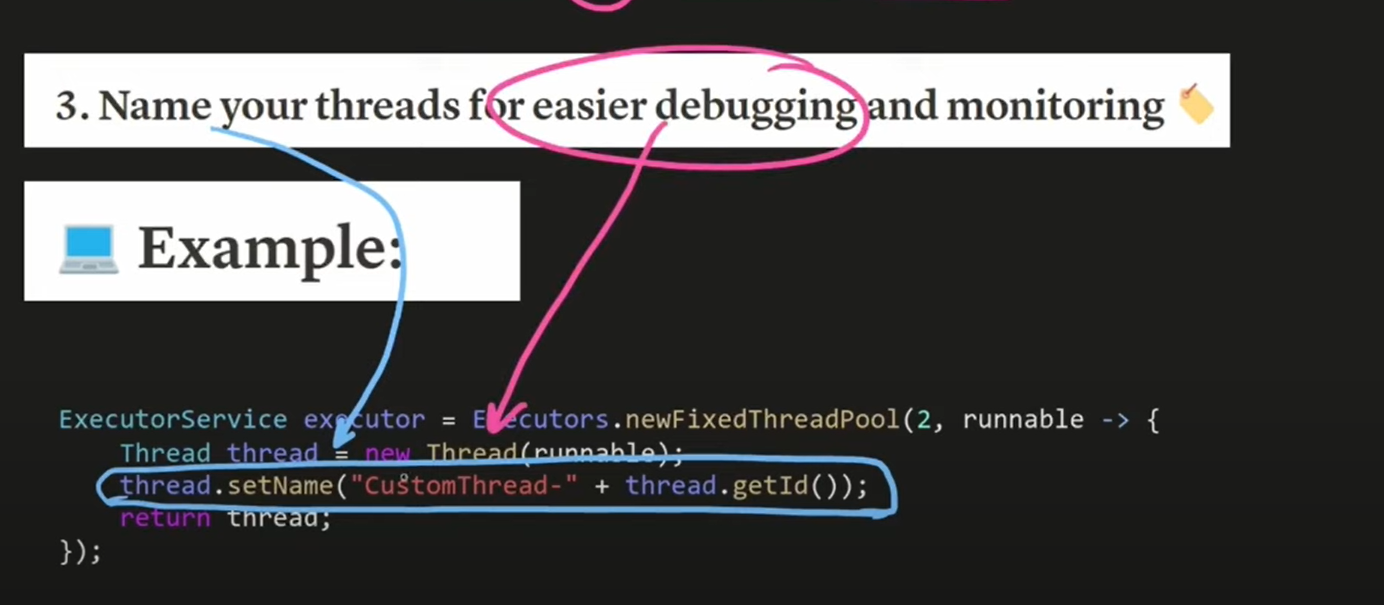 3. Name your threads for easier debugging and monitoring
Example:
ExecutorService executor = Executors.newFixedThreadPool(2, runnable -> {
Thread thread = new Thread(runnable);
thread.setName("CustomThread-" + thread.getId());
return thread;
});